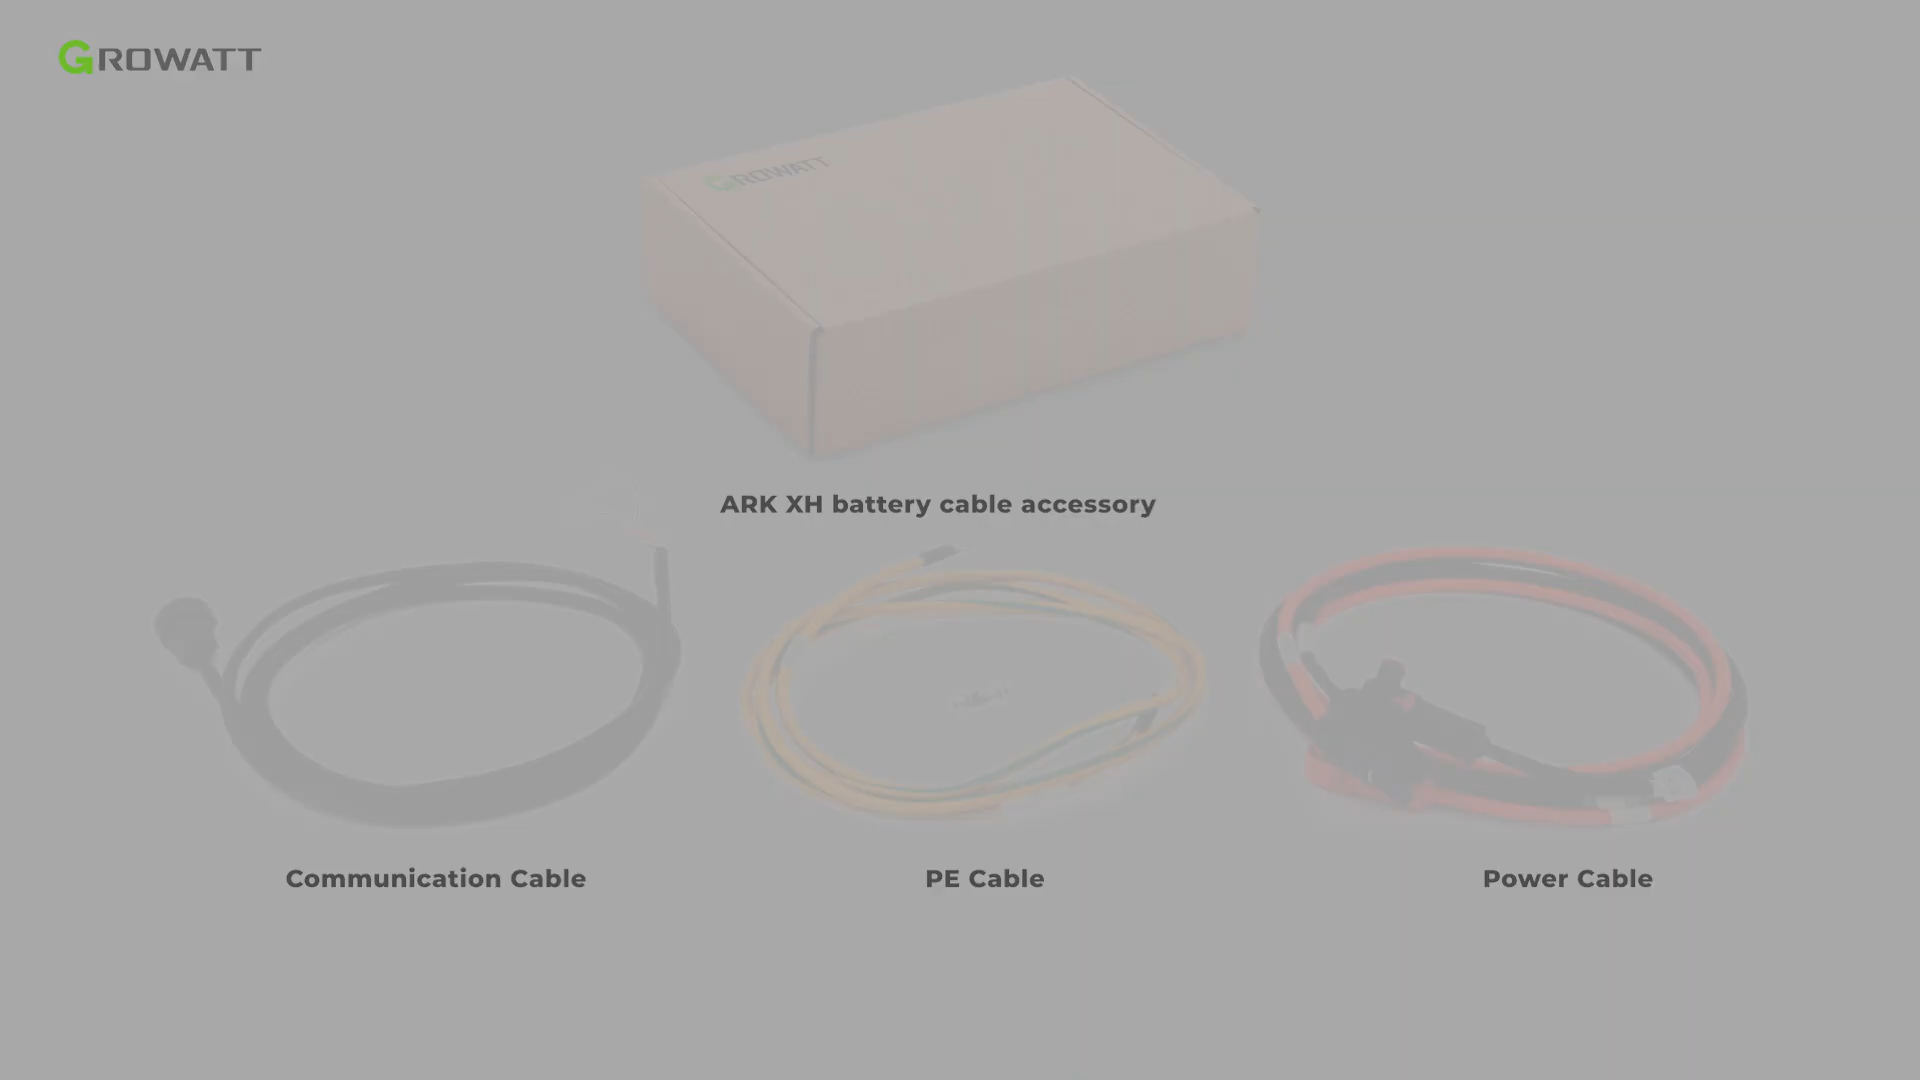 GROWATT
GROWATT
ARK XH battery cable accessory
Communication Cable
PE Cable
Power Cable